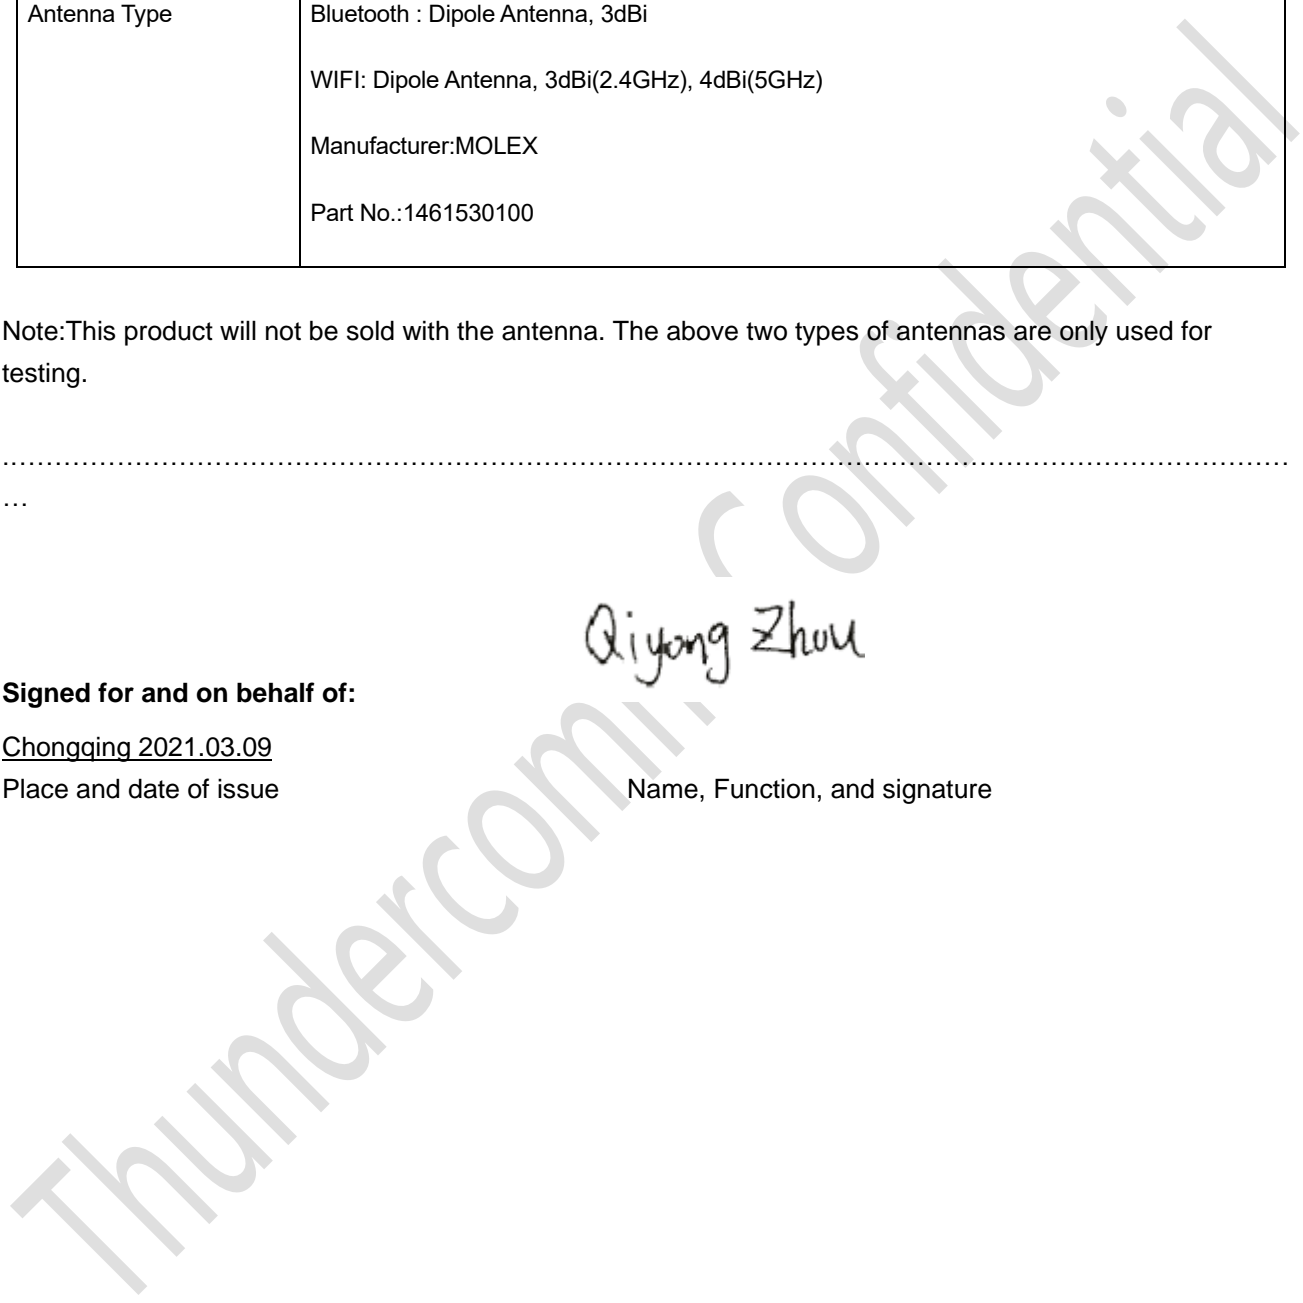 Antenna Type
Bluetooth : Dipole Antenna, 3dBi
WIFI: Dipole Antenna, 3dBi(2.4GHz), 4dBi(5GHz)
Manufacturer:MOLEX
Part No.:1461530100
Note:This product will not be sold with the antenna. The above two types of antennas are only used for
testing.
……………………………………………………………………………………………………………………………
…
Qiyong Zhou
Signed for and on behalf of:
Chongqing 2021.03.09
Place and date of issue
Name, Function, and signature
Thundercomm Confidential